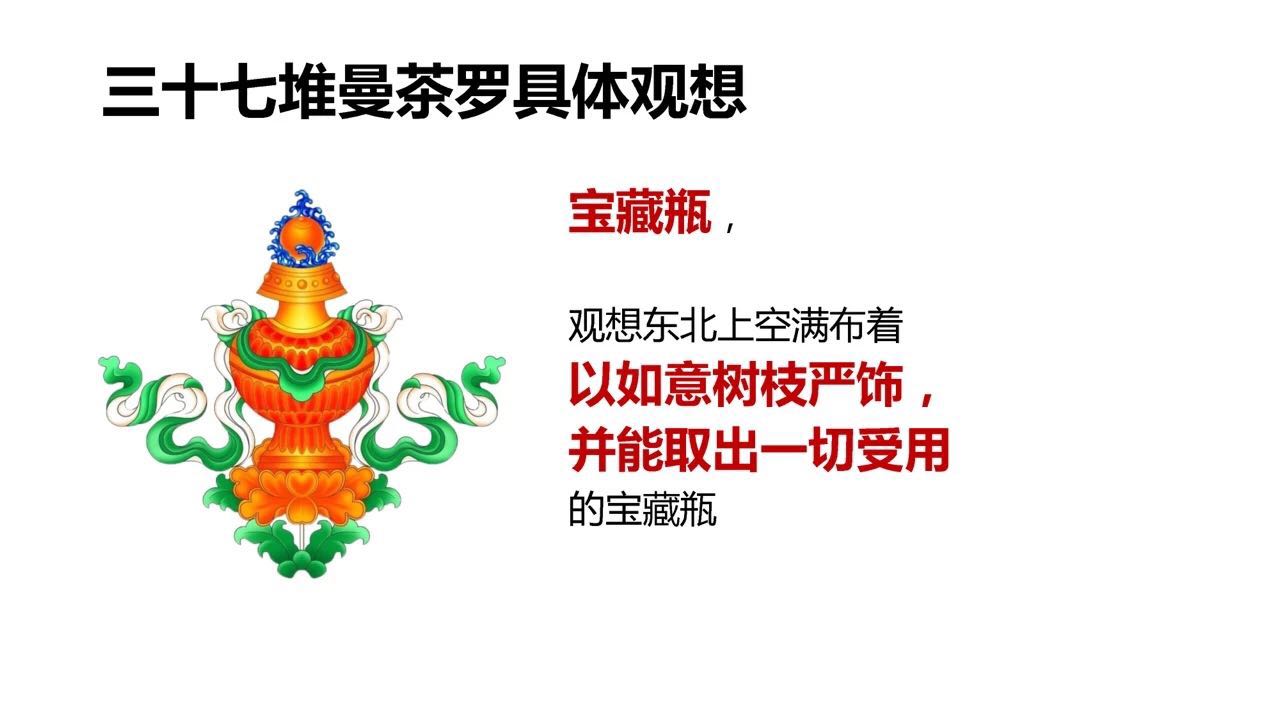 三十七堆曼茶罗具体观想
宝藏瓶，
观想东北上空满布着
以如意树枝严饰，
并能取出一切受用
的宝藏瓶